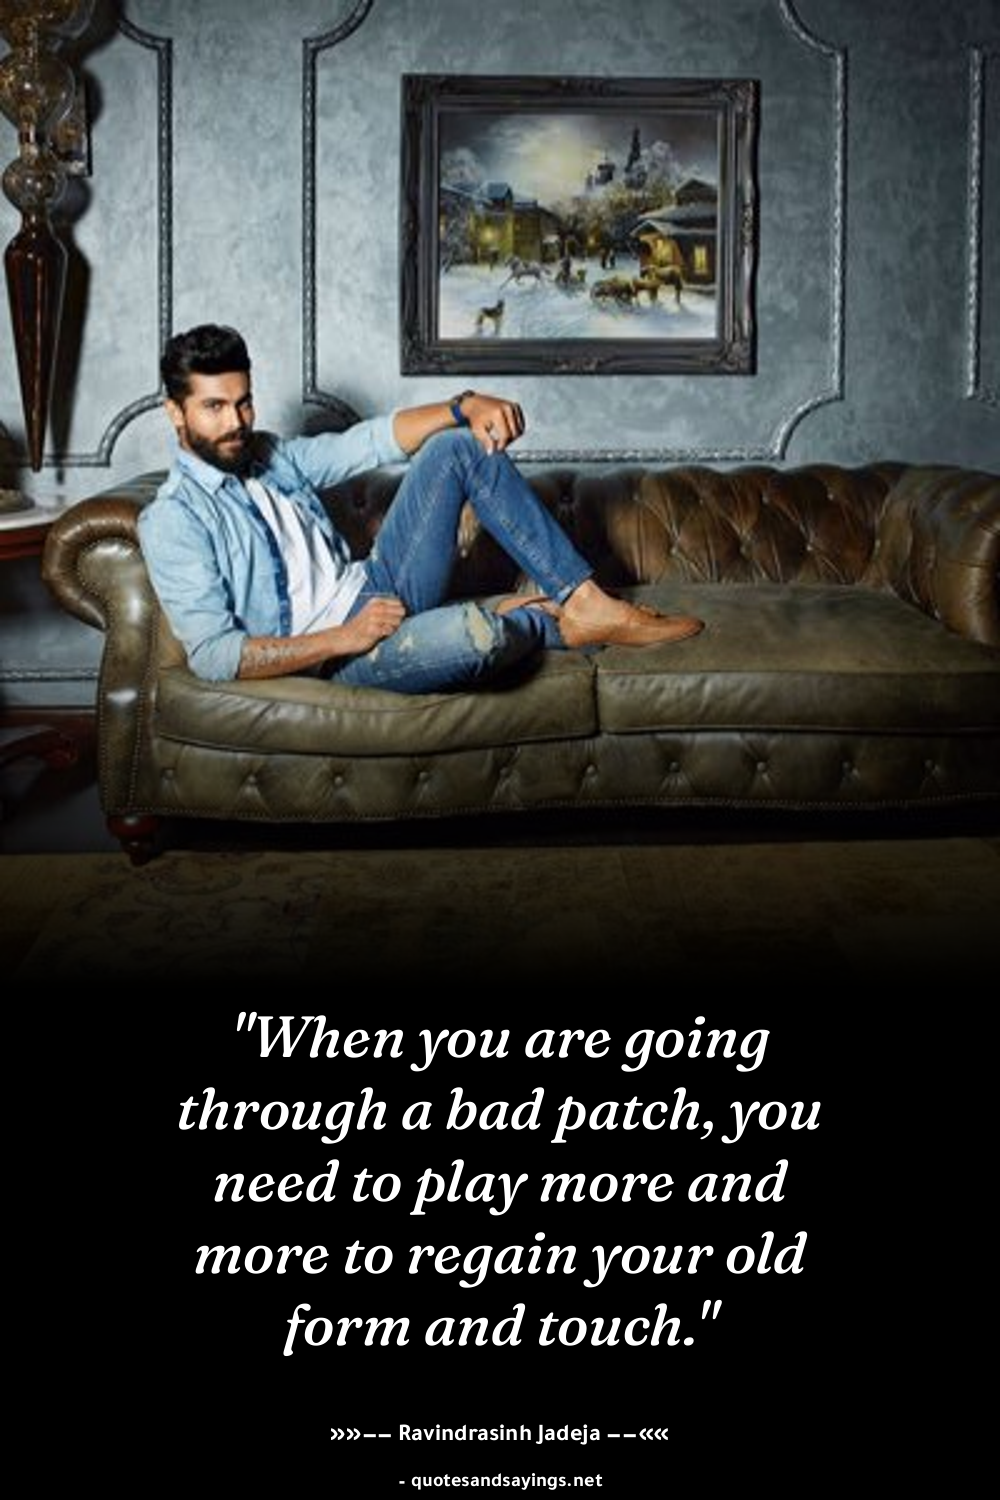 "When you are going
through a bad patch, you
need to play more and
more to regain your old
form and touch."
»»−− Ravindrasinh Jadeja −−««
- quotesandsayings.net